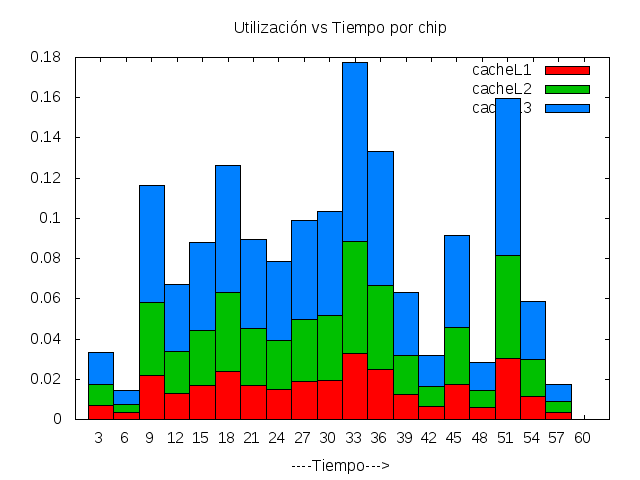 Utilización vs Tiempo por chip
0.18
0.16
0.14
0.12
0.1
0.08
0.06
0.04
0.02
0
cacheL1
cacheL2
cac 3
3 6 9 12 15 18 21 24 27 30 33 36 39 42 45 48 51 54 57 60
----Tiempo--->